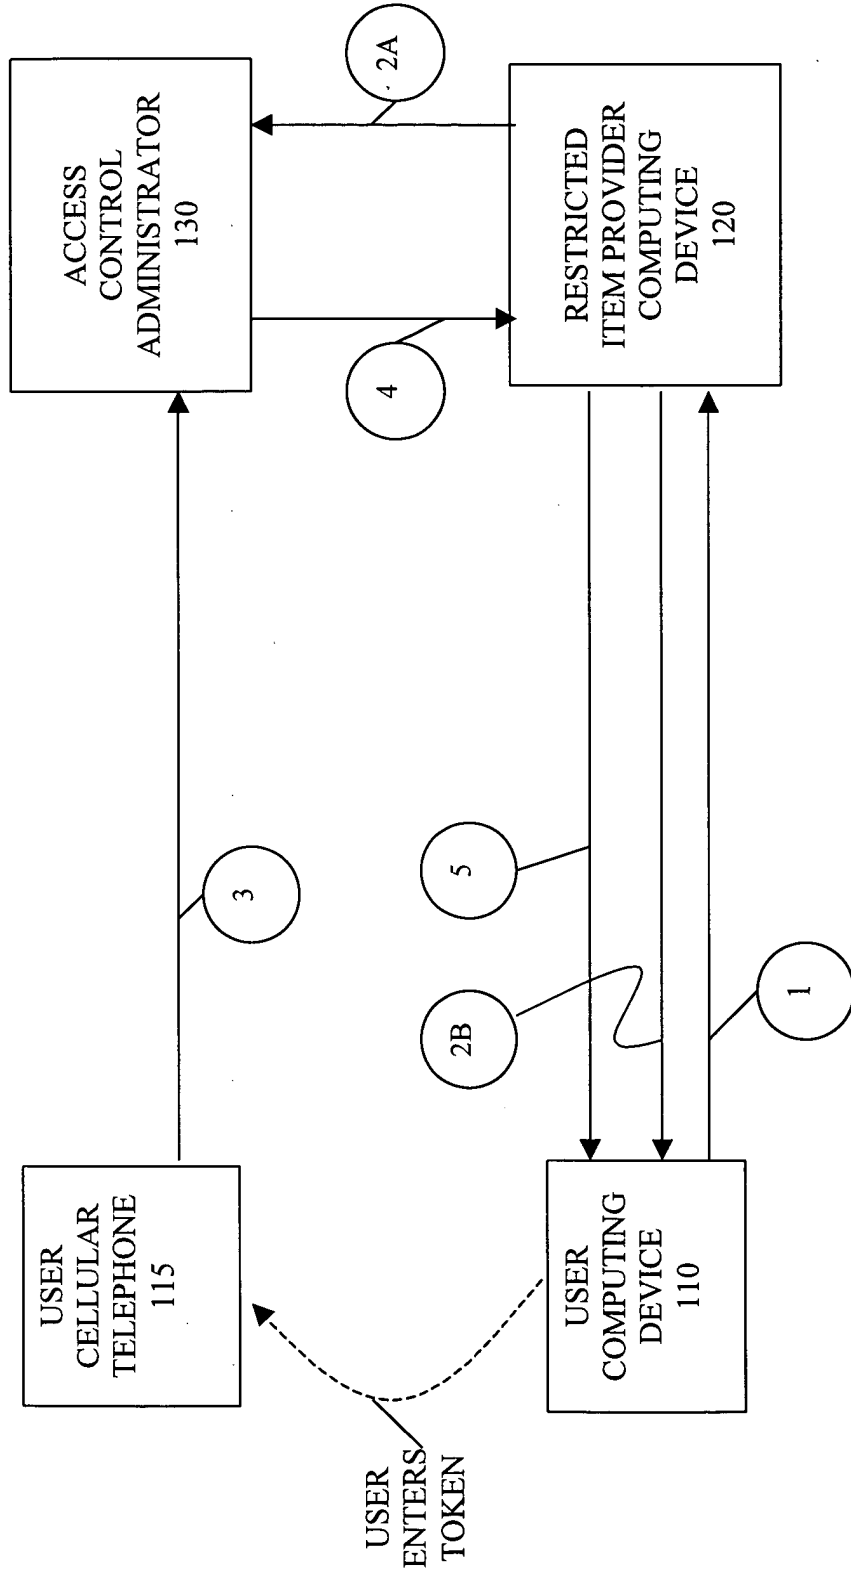 USER
CELLULAR
TELEPHONE
115
3
ACCESS
CONTROL
ADMINISTRATOR
130
USER
ENTERS
TOKEN
4
2A
2B
5
USER
COMPUTING
DEVICE
110
1
RESTRICTED
ITEM PROVIDER
COMPUTING
DEVICE
120